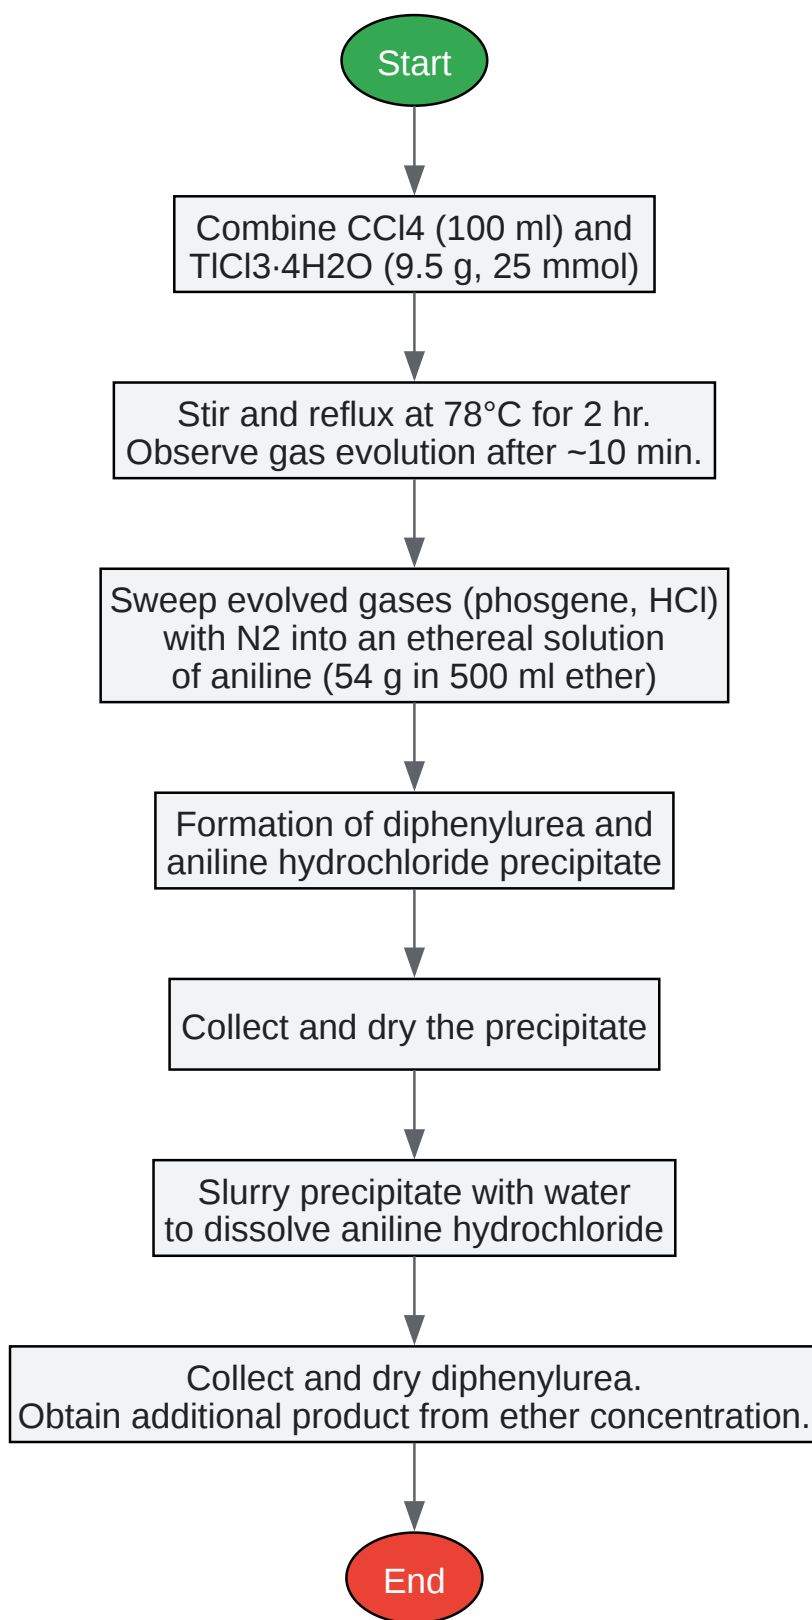 Start
Combine CCl4 (100 ml) and
TlCl3·4H2O (9.5 g, 25 mmol)
Stir and reflux at 78°C for 2 hr.
Observe gas evolution after ~10 min.
Sweep evolved gases (phosgene, HCl)
with N2 into an ethereal solution
of aniline (54 g in 500 ml ether)
Formation of diphenylurea and
aniline hydrochloride precipitate
Collect and dry the precipitate
Slurry precipitate with water
to dissolve aniline hydrochloride
Collect and dry diphenylurea.
Obtain additional product from ether concentration.
End